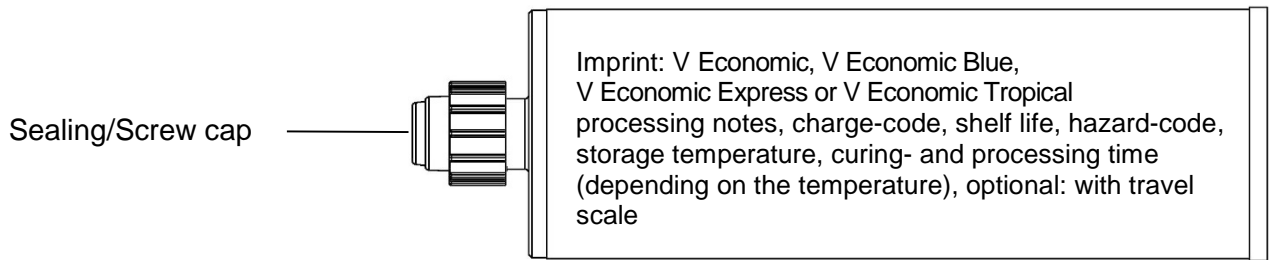 Sealing/Screw cap
Imprint: V Economic, V Economic Blue,
V Economic Express or V Economic Tropical
processing notes, charge-code, shelf life, hazard-code,
storage temperature, curing- and processing time
(depending on the temperature), optional: with travel
scale